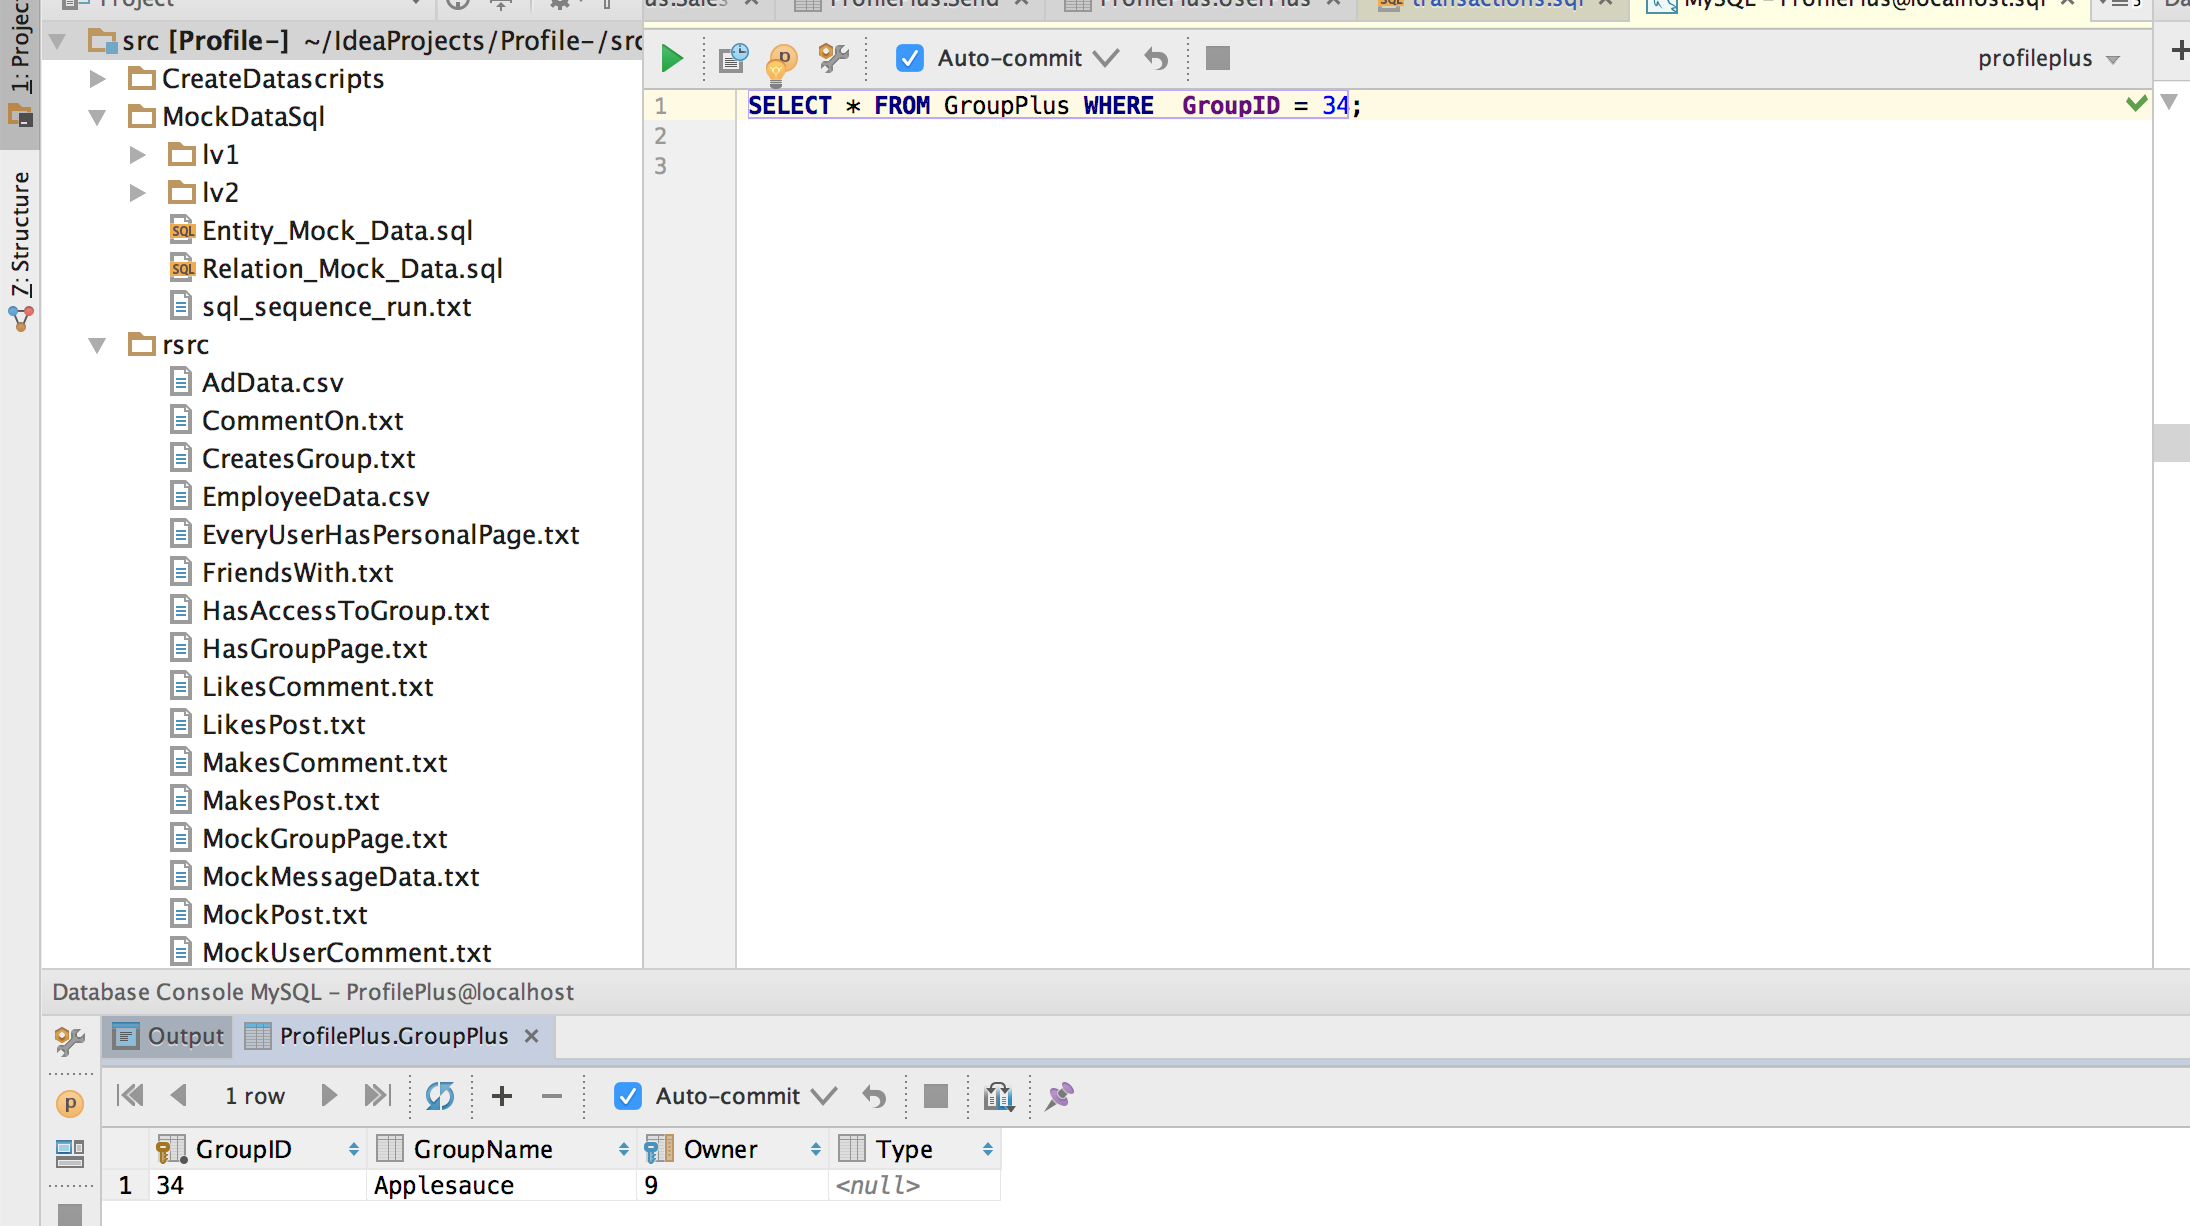 Project
us.Sales
ProfilePlus.Send
ProfilePlus.UserPlus
transactions.sql
MySQL - ProfilePlus@localhost.sql
1: Project
7: Structure
src [Profile-] ~/IdeaProjects/Profile-/src
CreateDatascripts
MockDataSql
lv1
lv2
SQL Entity_Mock_Data.sql
SQL Relation_Mock_Data.sql
sql_sequence_run.txt
rsrc
AdData.csv
CommentOn.txt
CreatesGroup.txt
EmployeeData.csv
EveryUserHasPersonalPage.txt
FriendsWith.txt
HasAccessToGroup.txt
HasGroupPage.txt
LikesComment.txt
LikesPost.txt
MakesComment.txt
MakesPost.txt
MockGroupPage.txt
MockMessageData.txt
MockPost.txt
MockUserComment.txt
Auto-commit
profileplus
1 SELECT * FROM GroupPlus WHERE  GroupID = 34;
2
3
Database Console MySQL - ProfilePlus@localhost
Output ProfilePlus.GroupPlus
1 row Auto-commit
GroupID GroupName Owner Type
1 34 Applesauce 9 <null>